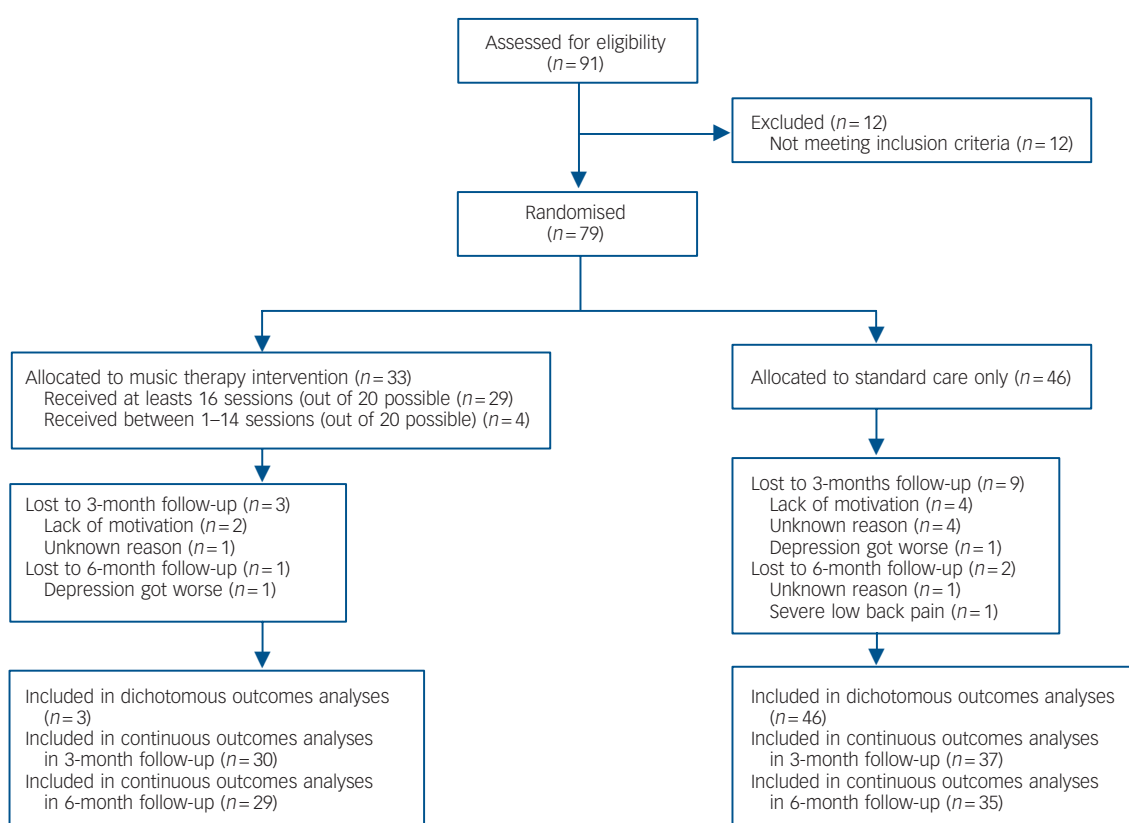 Assessed for eligibility
(n=91)
Excluded (n=12)
Not meeting inclusion criteria (n=12)
Randomised
(n=79)
Allocated to music therapy intervention (n=33)
Received at leasts 16 sessions (out of 20 possible (n=29)
Received between 1–14 sessions (out of 20 possible) (n=4)
Allocated to standard care only (n=46)
Lost to 3-month follow-up (n=3)
Lack of motivation (n=2)
Unknown reason (n=1)
Lost to 6-month follow-up (n=1)
Depression got worse (n=1)
Lost to 3-months follow-up (n=9)
Lack of motivation (n=4)
Unknown reason (n=4)
Depression got worse (n=1)
Lost to 6-month follow-up (n=2)
Unknown reason (n=1)
Severe low back pain (n=1)
Included in dichotomous outcomes analyses
(n=3)
Included in continuous outcomes analyses
in 3-month follow-up (n=30)
Included in continuous outcomes analyses
in 6-month follow-up (n=29)
Included in dichotomous outcomes analyses
(n=46)
Included in continuous outcomes analyses
in 3-month follow-up (n=37)
Included in continuous outcomes analyses
in 6-month follow-up (n=35)